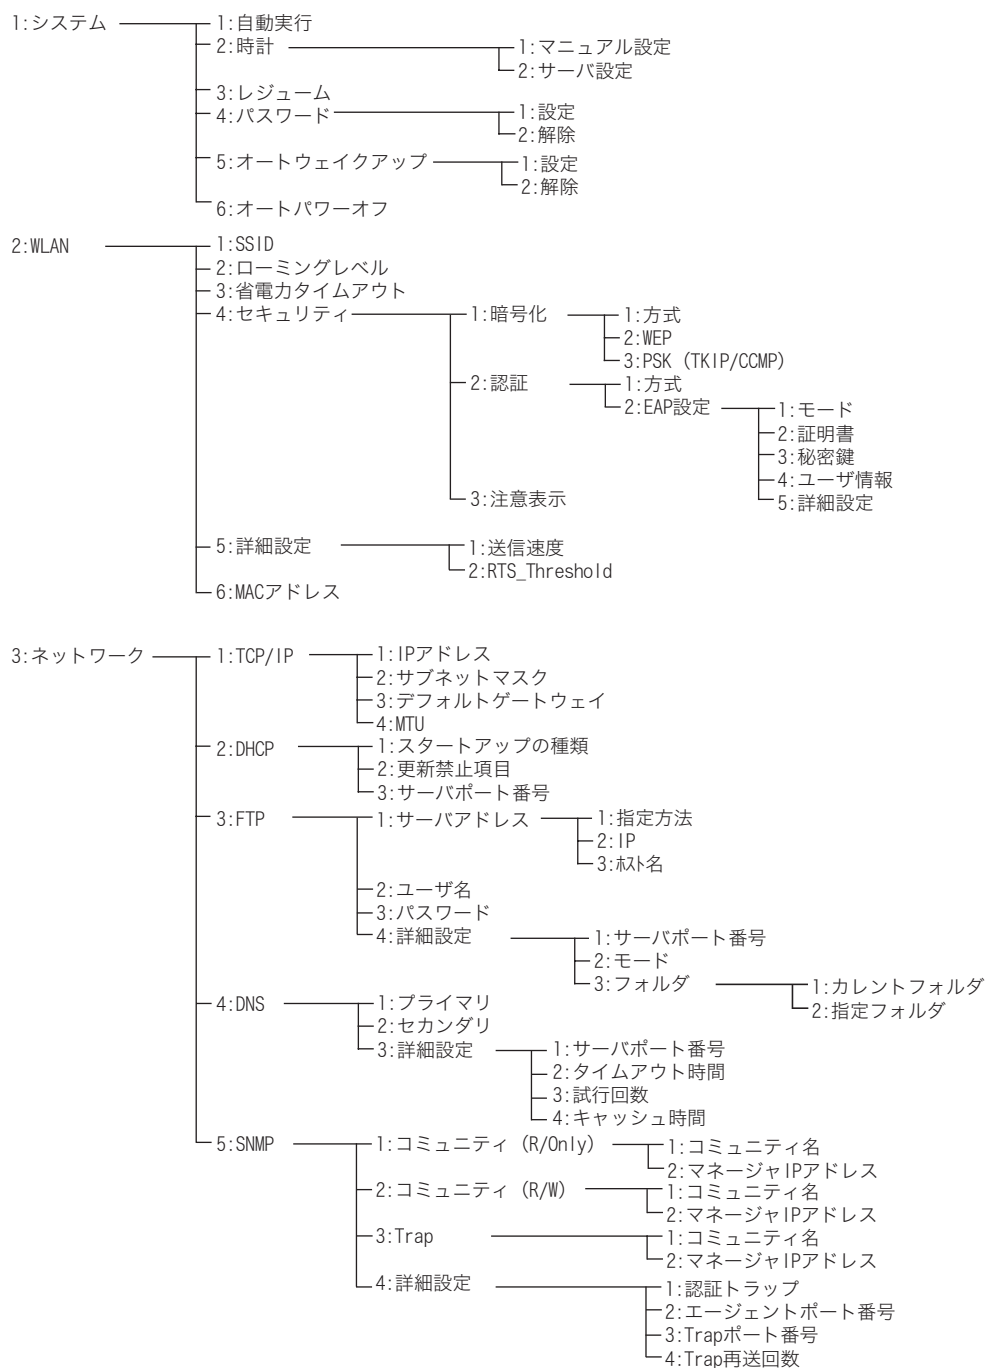 1:システム
1:自動実行
2:時計
1:マニュアル設定
2:サーバ設定
3:レジューム
4:パスワード
1:設定
2:解除
5:オートウェイクアップ
1:設定
2:解除
6:オートパワーオフ
2:WLAN
1:SSID
2:ローミングレベル
3:省電力タイムアウト
4:セキュリティ
1:暗号化
1:方式
2:WEP
3:PSK (TKIP/CCMP)
2:認証
1:方式
2:EAP設定
1:モード
2:証明書
3:秘密鍵
4:ユーザ情報
5:詳細設定
3:注意表示
5:詳細設定
1:送信速度
2:RTS_Threshold
6:MACアドレス
3:ネットワーク
1:TCP/IP
1:IPアドレス
2:サブネットマスク
3:デフォルトゲートウェイ
4:MTU
2:DHCP
1:スタートアップの種類
2:更新禁止項目
3:サーバポート番号
3:FTP
1:サーバアドレス
1:指定方法
2:IP
3:ﾎｽﾄ名
2:ユーザ名
3:パスワード
4:詳細設定
1:サーバポート番号
2:モード
3:フォルダ
1:カレントフォルダ
2:指定フォルダ
4:DNS
1:プライマリ
2:セカンダリ
3:詳細設定
1:サーバポート番号
2:タイムアウト時間
3:試行回数
4:キャッシュ時間
5:SNMP
1:コミュニティ (R/Only)
1:コミュニティ名
2:マネージャIPアドレス
2:コミュニティ (R/W)
1:コミュニティ名
2:マネージャIPアドレス
3:Trap
1:コミュニティ名
2:マネージャIPアドレス
4:詳細設定
1:認証トラップ
2:エージェントポート番号
3:Trapポート番号
4:Trap再送回数